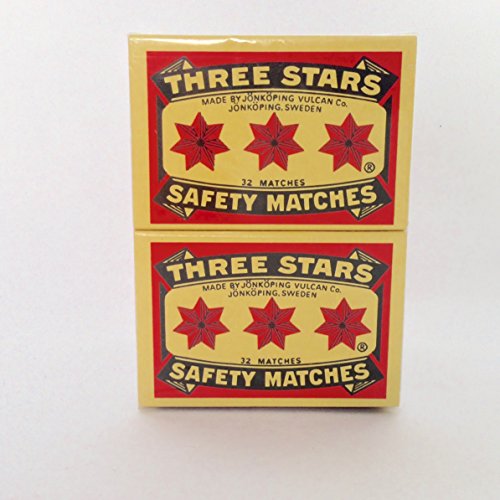 THREE STARS
MADE BY JÖNKÖPING VULCAN Co.
JÖNKÖPING, SWEDEN
®
32 MATCHES
SAFETY MATCHES
THREE STARS
MADE BY JÖNKÖPING VULCAN Co.
JÖNKÖPING, SWEDEN
®
32 MATCHES
SAFETY MATCHES